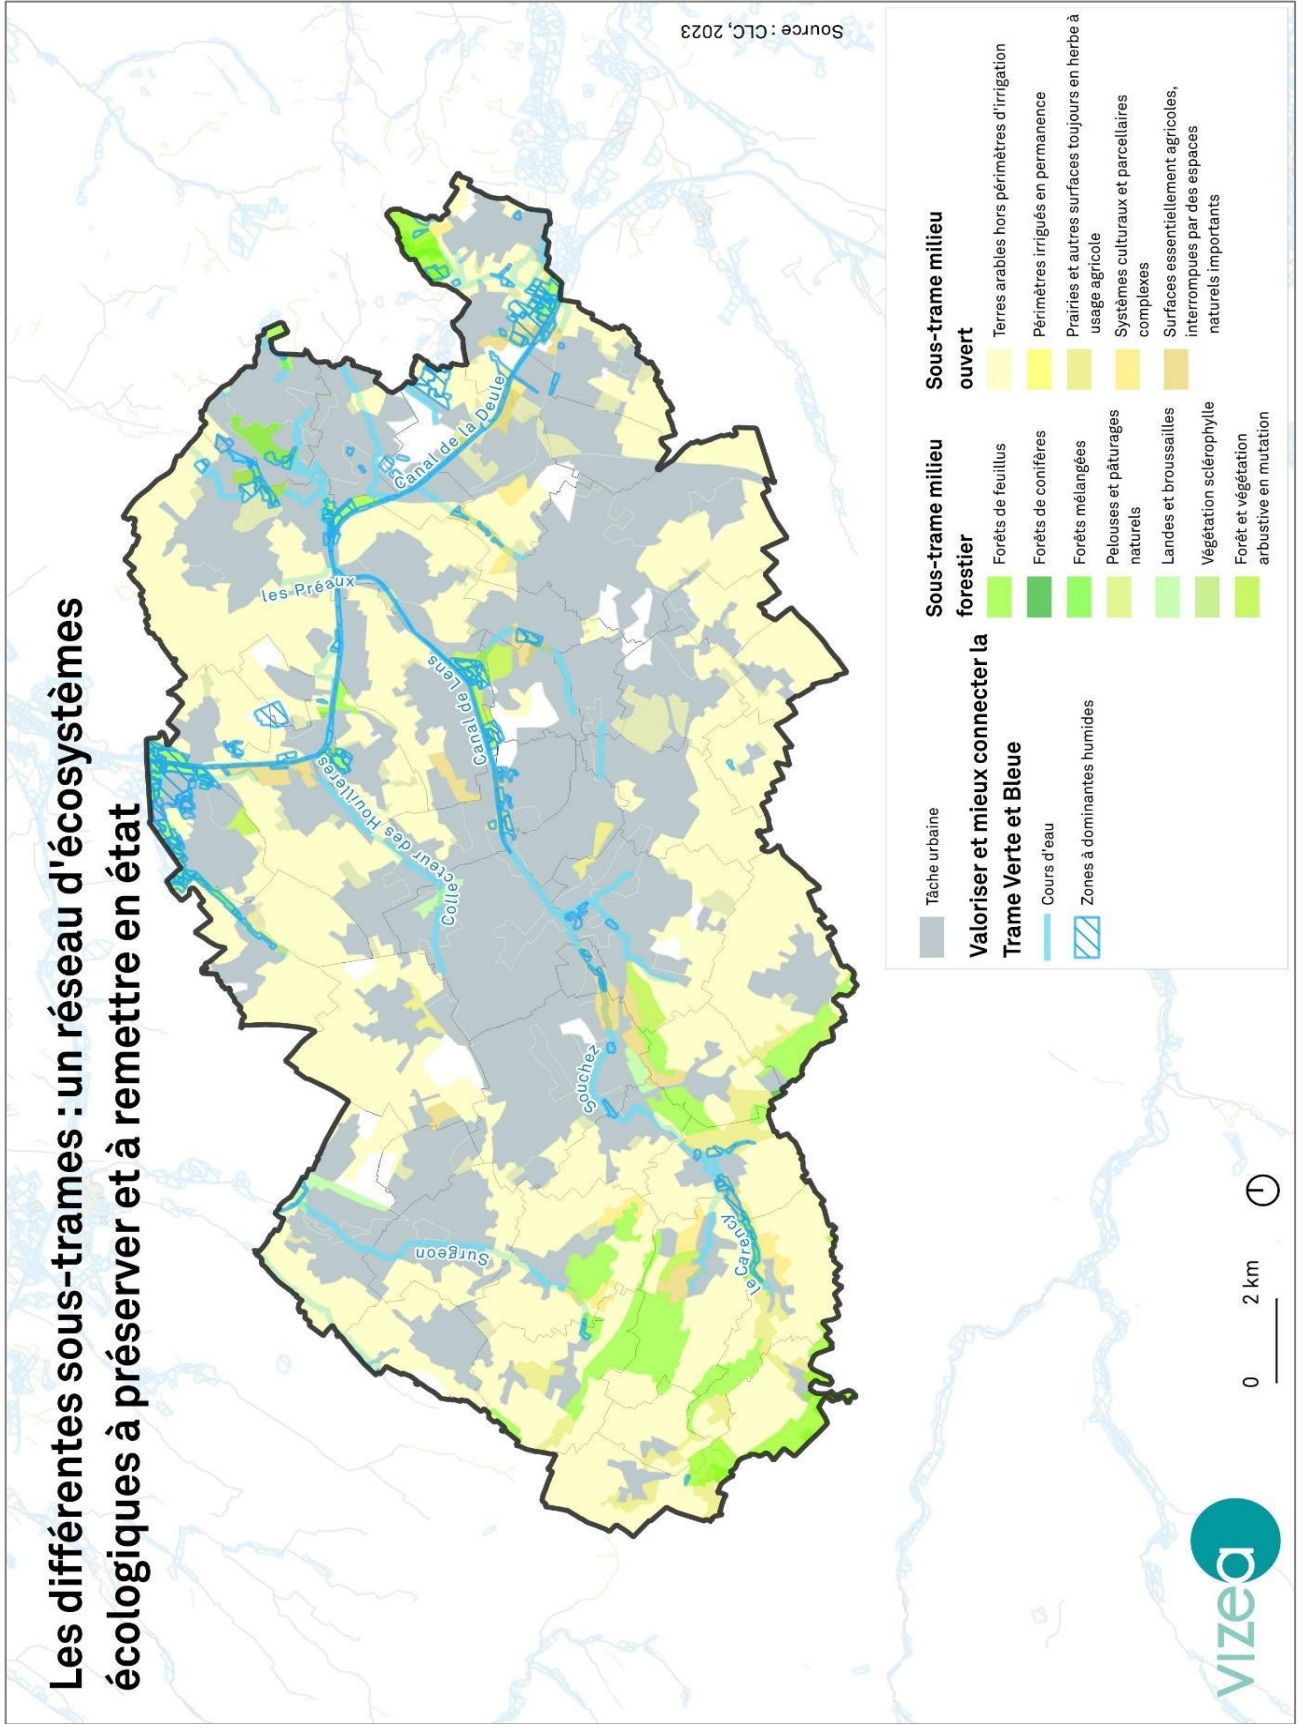 Les différentes sous-trames : un réseau d'écosystèmes
écologiques à préserver et à remettre en état
Source : CLC, 2023
les Préaux
Canal de la Deule
Canal de Lens
Collecteur des Houillères
Souchez
Surgeon
le Carency
Tâche urbaine
Valoriser et mieux connecter la
Trame Verte et Bleue
Cours d'eau
Zones à dominantes humides
Sous-trame milieu
forestier
Forêts de feuillus
Forêts de conifères
Forêts mélangées
Pelouses et pâturages
naturels
Landes et broussailles
Végétation sclérophylle
Forêt et végétation
arbustive en mutation
Sous-trame milieu
ouvert
Terres arables hors périmètres d'irrigation
Périmètres irrigués en permanence
Prairies et autres surfaces toujours en herbe à
usage agricole
Systèmes culturaux et parcellaires
complexes
Surfaces essentiellement agricoles,
interrompues par des espaces
naturels importants
0 2 km
vizea